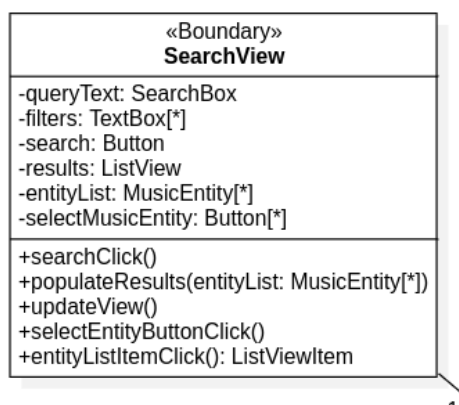 «Boundary»
SearchView
-queryText: SearchBox
-filters: TextBox[*]
-search: Button
-results: ListView
-entityList: MusicEntity[*]
-selectMusicEntity: Button[*]
+searchClick()
+populateResults(entityList: MusicEntity[*])
+updateView()
+selectEntityButtonClick()
+entityListItemClick(): ListViewItem